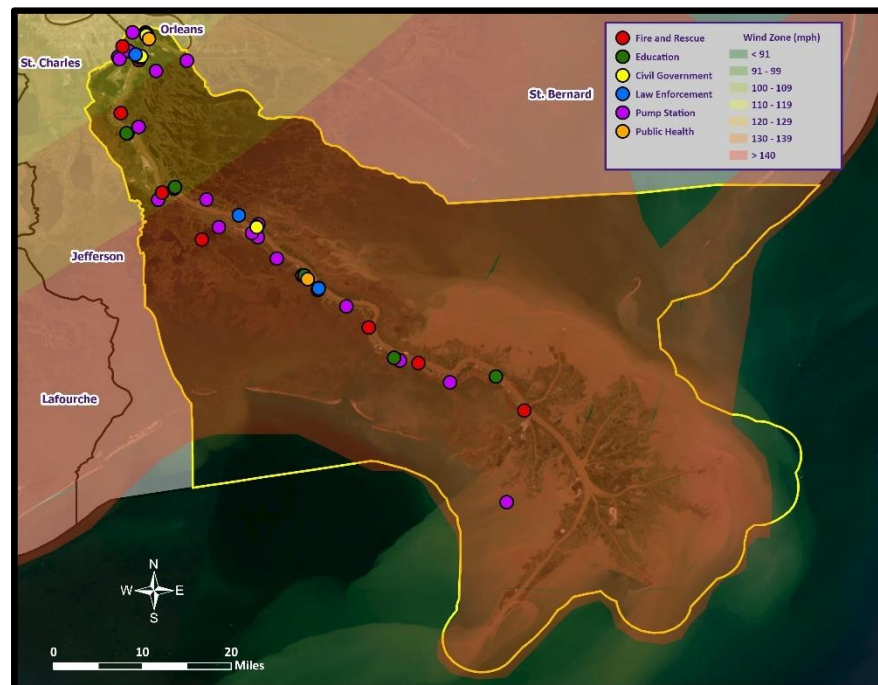 Orleans
St. Charles
St. Bernard
Jefferson
Lafourche
Fire and Rescue
Education
Civil Government
Law Enforcement
Pump Station
Public Health
Wind Zone (mph)
< 91
91 - 99
100 - 109
110 - 119
120 - 129
130 - 139
> 140
N
W E
S
0 10 20
Miles